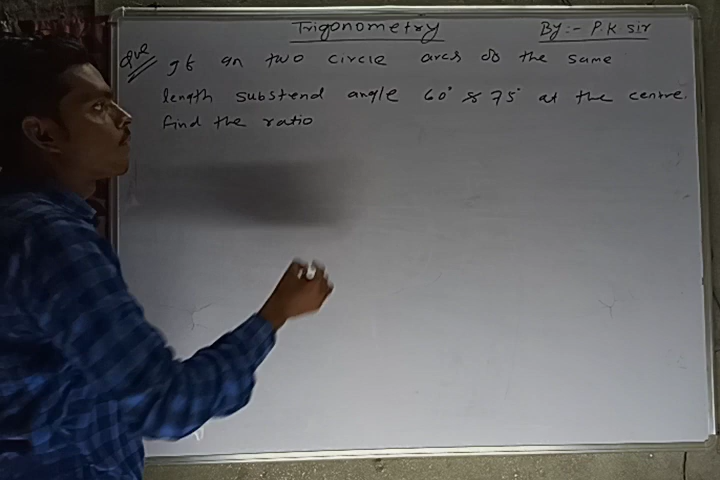 Trigonometry By:- P.K Sir
Que If in two circle arcs of the same
length substend angle 60° & 75° at the centre.
find the ratio